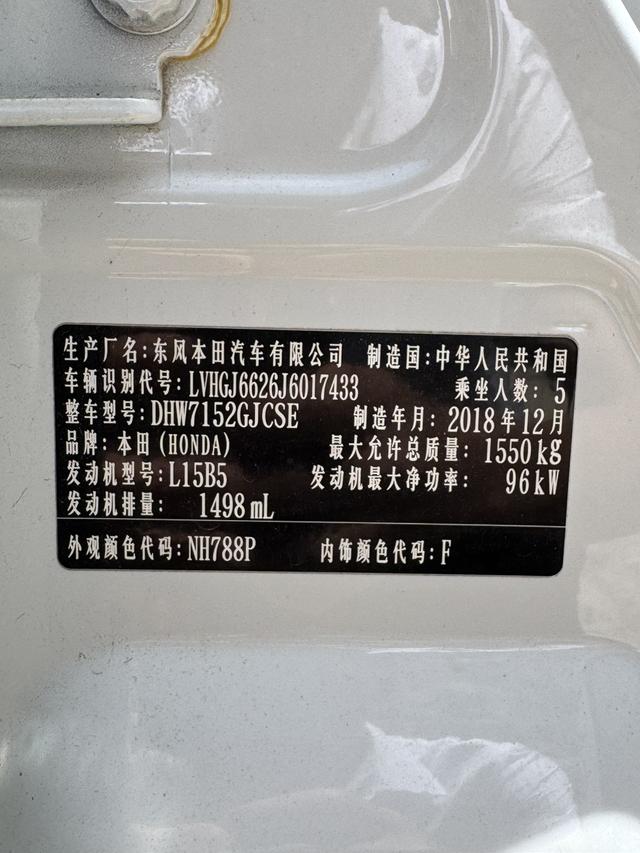 生产厂名:东风本田汽车有限公司 制造国:中华人民共和国
车辆识别代号:LVHGJ6626J6017433 乘坐人数:5
整车型号:DHW7152GJCSE 制造年月:2018年12月
品牌:本田(HONDA) 最大允许总质量:1550kg
发动机型号:L15B5 发动机最大净功率:96kW
发动机排量:1498mL
外观颜色代码:NH788P 内饰颜色代码:F